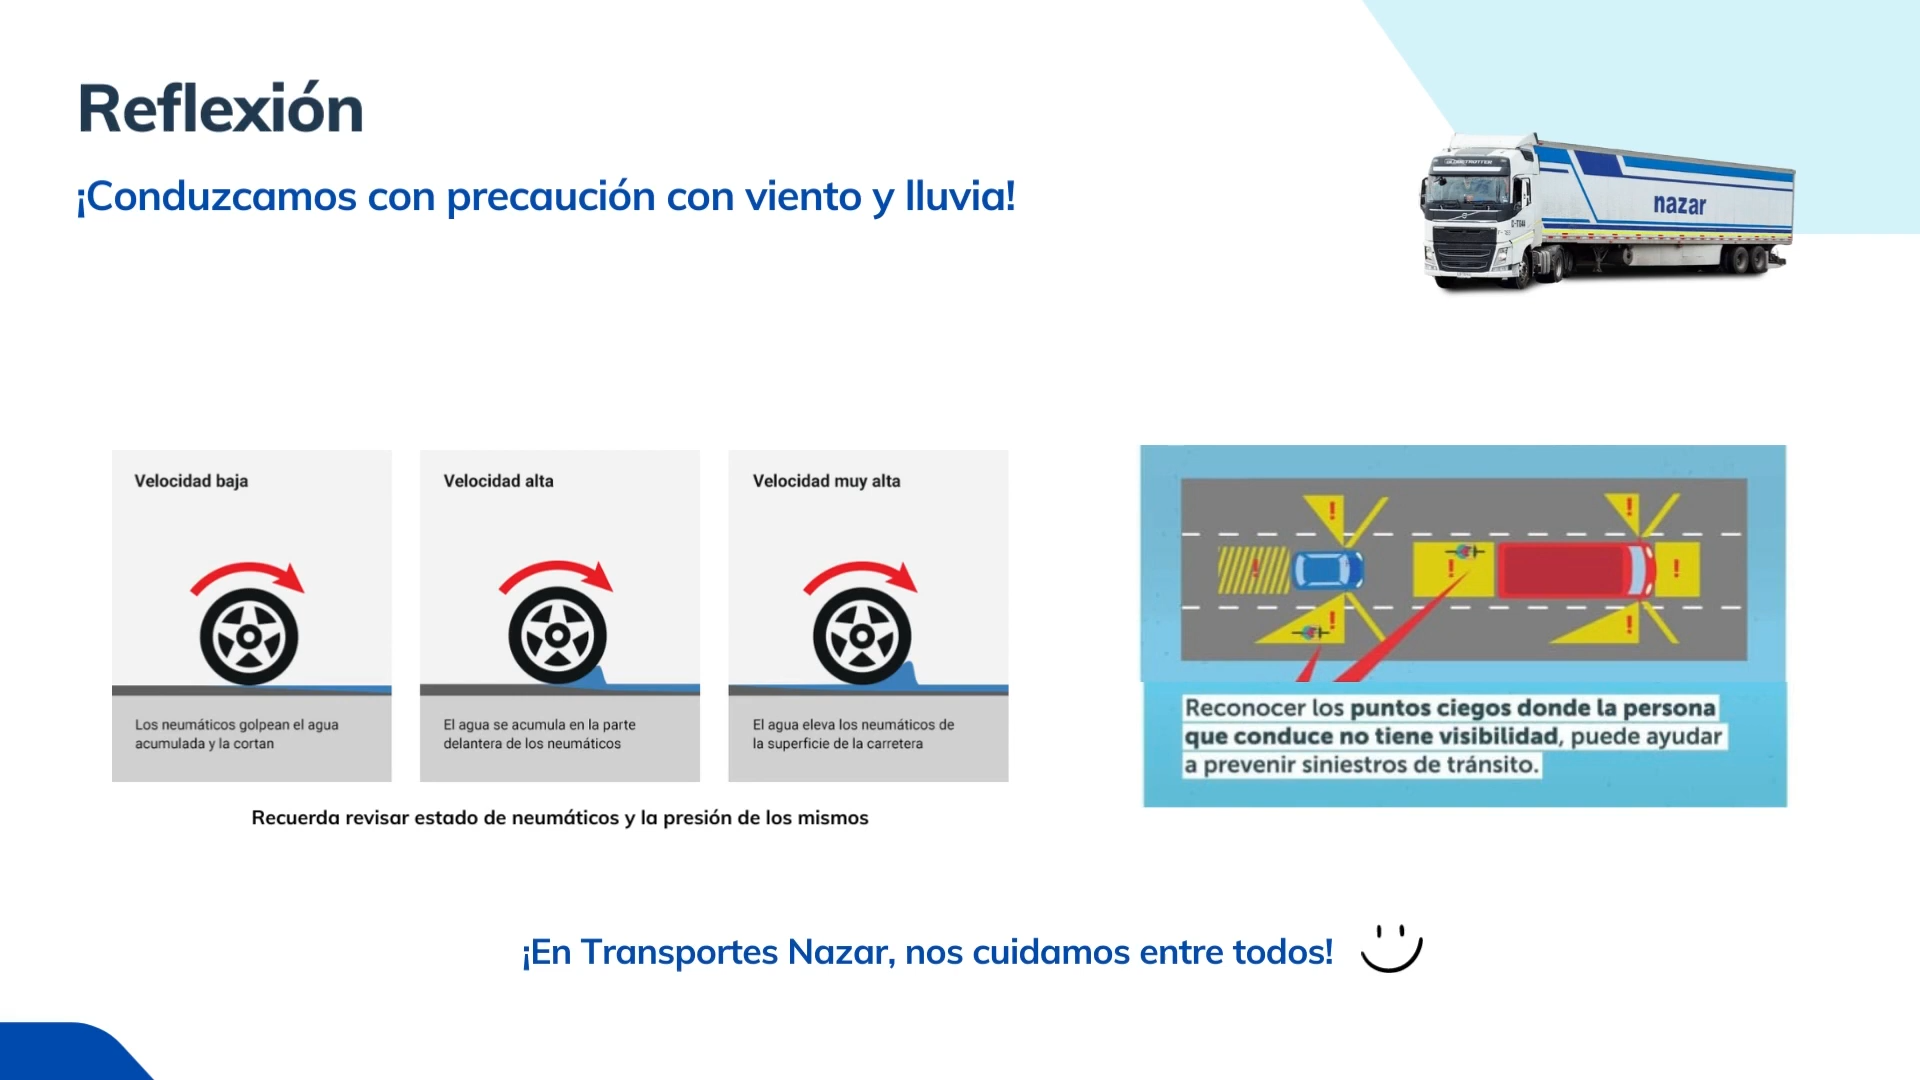 Reflexión
¡Conduzcamos con precaución con viento y lluvia!
nazar
Velocidad baja
Los neumáticos golpean el agua
acumulada y la cortan
Velocidad alta
El agua se acumula en la parte
delantera de los neumáticos
Velocidad muy alta
El agua eleva los neumáticos de
la superficie de la carretera
Recuerda revisar estado de neumáticos y la presión de los mismos
! ! ! ! ! ! !
Reconocer los puntos ciegos donde la persona
que conduce no tiene visibilidad, puede ayudar
a prevenir siniestros de tránsito.
¡En Transportes Nazar, nos cuidamos entre todos!